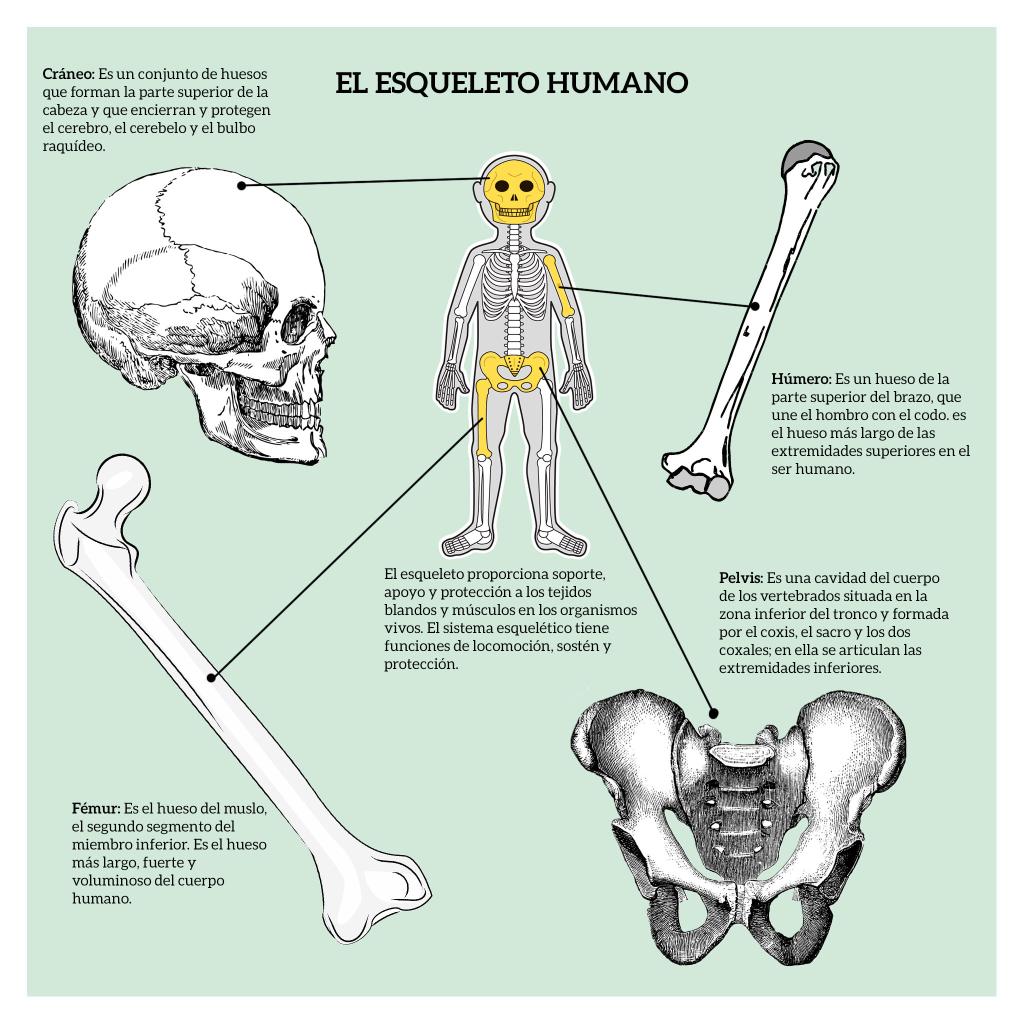 EL ESQUELETO HUMANO
Cráneo: Es un conjunto de huesos
que forman la parte superior de la
cabeza y que encierran y protegen
el cerebro, el cerebelo y el bulbo
raquídeo.
Húmero: Es un hueso de la
parte superior del brazo, que
une el hombro con el codo. es
el hueso más largo de las
extremidades superiores en el
ser humano.
El esqueleto proporciona soporte,
apoyo y protección a los tejidos
blandos y músculos en los organismos
vivos. El sistema esquelético tiene
funciones de locomoción, sostén y
protección.
Pelvis: Es una cavidad del cuerpo
de los vertebrados situada en la
zona inferior del tronco y formada
por el coxis, el sacro y los dos
coxales; en ella se articulan las
extremidades inferiores.
Fémur: Es el hueso del muslo,
el segundo segmento del
miembro inferior. Es el hueso
más largo, fuerte y
voluminoso del cuerpo
humano.